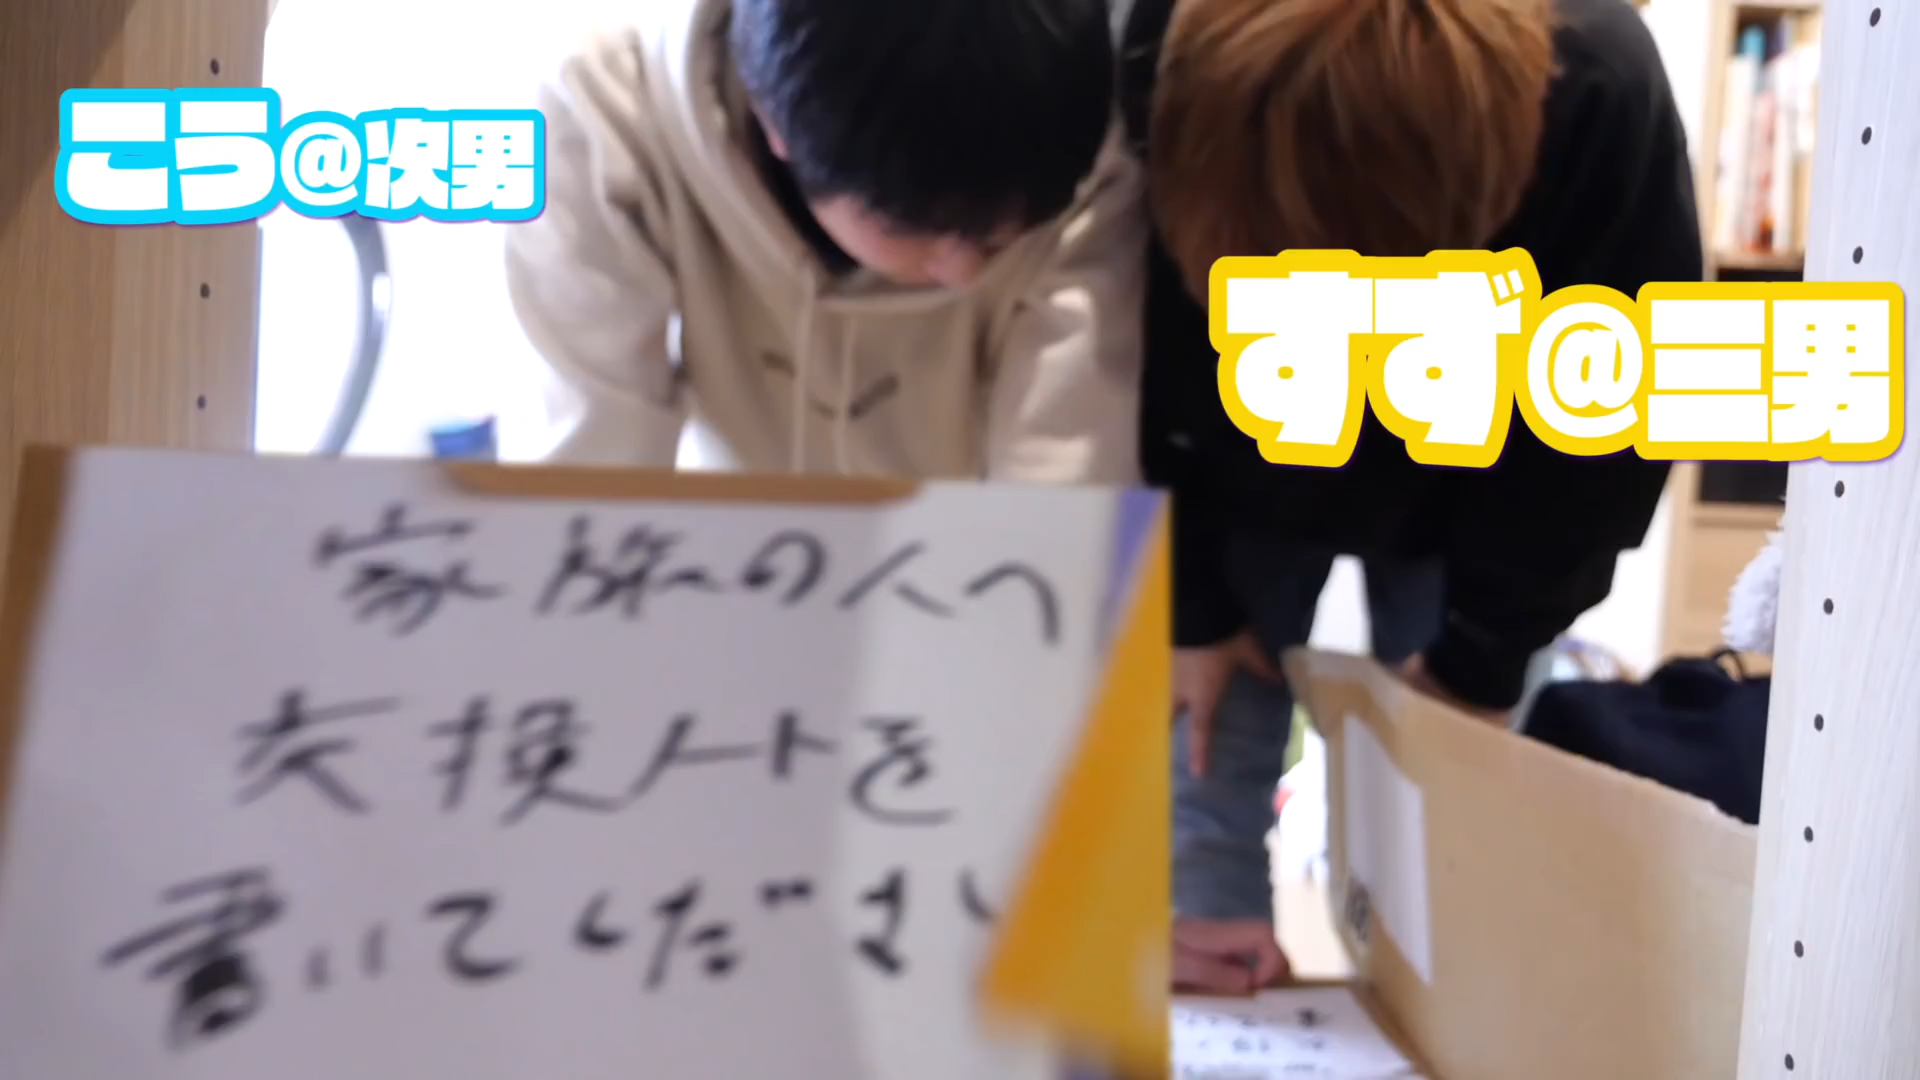 こう@次男
すず@三男
家族の人へ
交換ノートを
書いてください